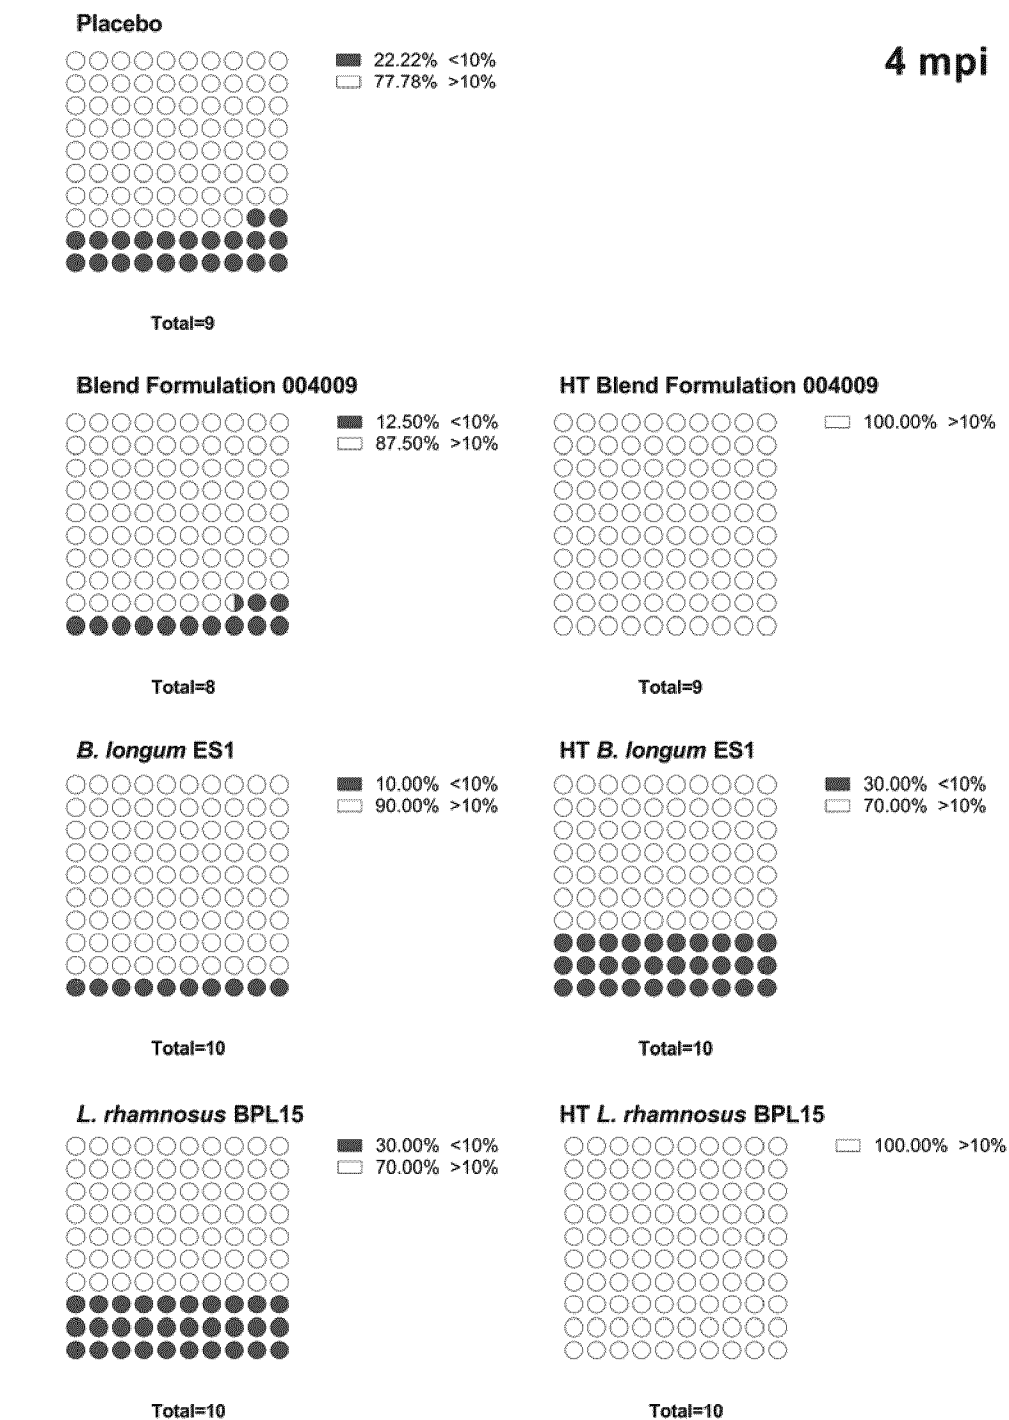 Placebo
22.22% <10%
77.78% >10%
4 mpi
Total=9
Blend Formulation 004009
12.50% <10%
87.50% >10%
Total=8
HT Blend Formulation 004009
100.00% >10%
Total=9
B. longum ES1
10.00% <10%
90.00% >10%
Total=10
HT B. longum ES1
30.00% <10%
70.00% >10%
Total=10
L. rhamnosus BPL15
30.00% <10%
70.00% >10%
Total=10
HT L. rhamnosus BPL15
100.00% >10%
Total=10